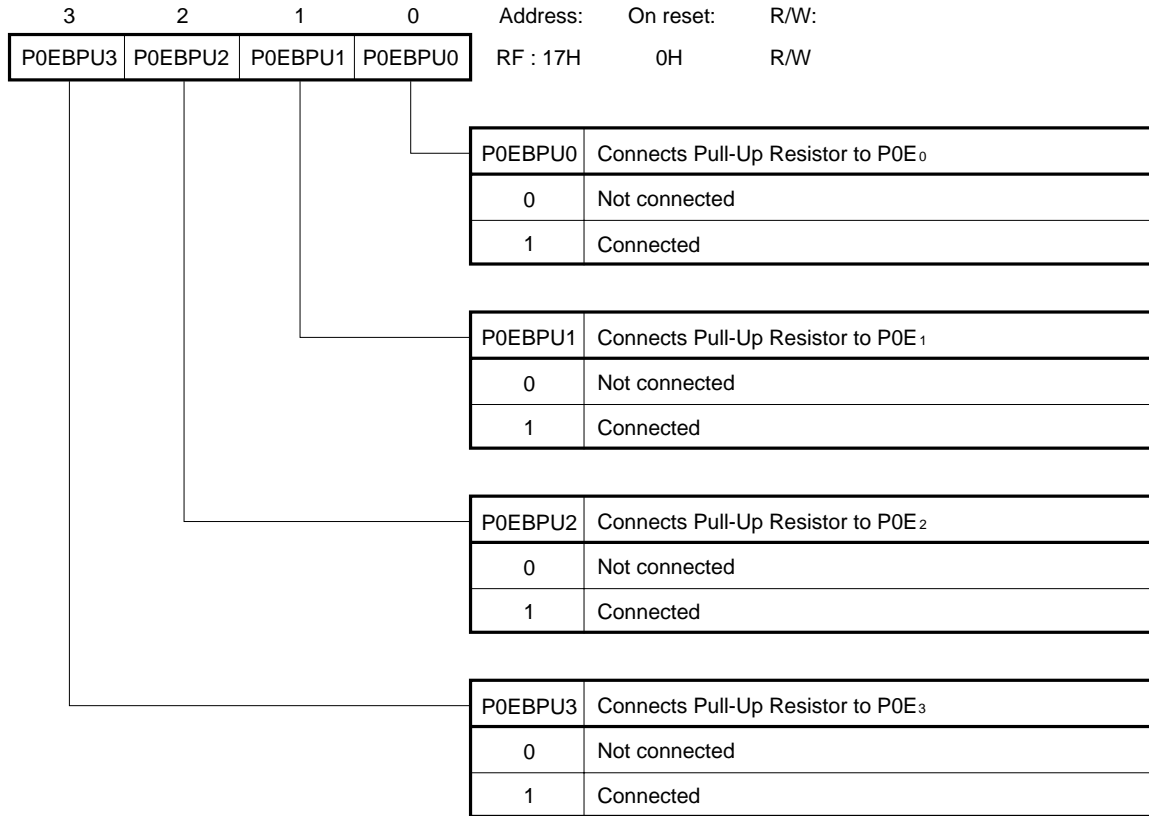 3 2 1 0 Address: On reset: R/W:
P0EBPU3 P0EBPU2 P0EBPU1 P0EBPU0 RF : 17H 0H R/W
P0EBPU0 Connects Pull-Up Resistor to P0E₀
0 Not connected
1 Connected
P0EBPU1 Connects Pull-Up Resistor to P0E₁
0 Not connected
1 Connected
P0EBPU2 Connects Pull-Up Resistor to P0E₂
0 Not connected
1 Connected
P0EBPU3 Connects Pull-Up Resistor to P0E₃
0 Not connected
1 Connected